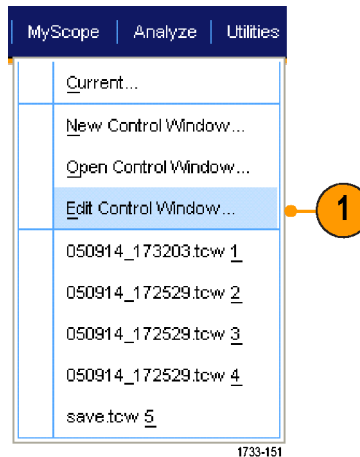 MyScope | Analyze | Utilities
Current...
New Control Window...
Open Control Window...
Edit Control Window...
1
050914_173203.tcw 1
050914_172529.tcw 2
050914_172529.tcw 3
050914_172529.tcw 4
save.tcw 5
1733-151